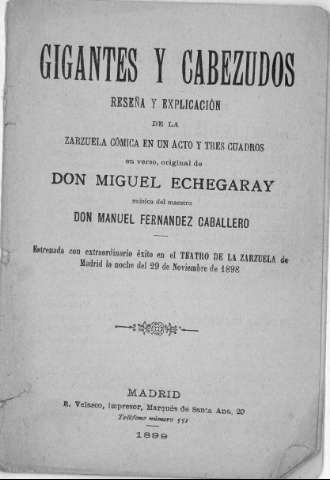 GIGANTES Y CABEZUDOS
RESEÑA Y EXPLICACIÓN
DE LA
ZARZUELA CÓMICA EN UN ACTO Y TRES CUADROS
en verso, original de
DON MIGUEL ECHEGARAY
música del maestro
DON MANUEL FERNANDEZ CABALLERO
Estrenada con extraordinario éxito en el TEATRO DE LA ZARZUELA de
Madrid la noche del 29 de Noviembre de 1898
MADRID
R. Velasco, impresor, Marqués de Santa Ana, 20
Teléfono número 551
1899